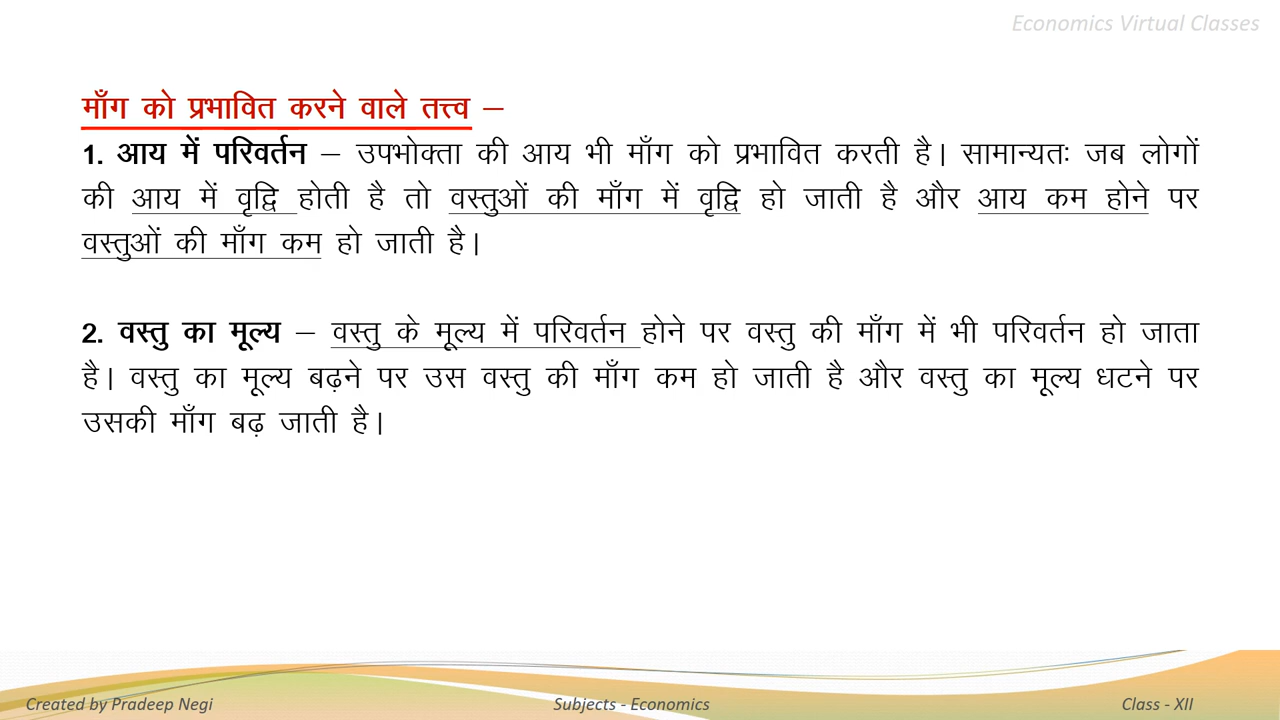 Economics Virtual Classes
माँग को प्रभावित करने वाले तत्त्व –
1. आय में परिवर्तन – उपभोक्ता की आय भी माँग को प्रभावित करती है। सामान्यतः जब लोगों
की आय में वृद्वि होती है तो वस्तुओं की माँग में वृद्वि हो जाती है और आय कम होने पर
वस्तुओं की माँग कम हो जाती है।
2. वस्तु का मूल्य – वस्तु के मूल्य में परिवर्तन होने पर वस्तु की माँग में भी परिवर्तन हो जाता
है। वस्तु का मूल्य बढ़ने पर उस वस्तु की माँग कम हो जाती है और वस्तु का मूल्य धटने पर
उसकी माँग बढ़ जाती है।
Created by Pradeep Negi Subjects - Economics Class - XII